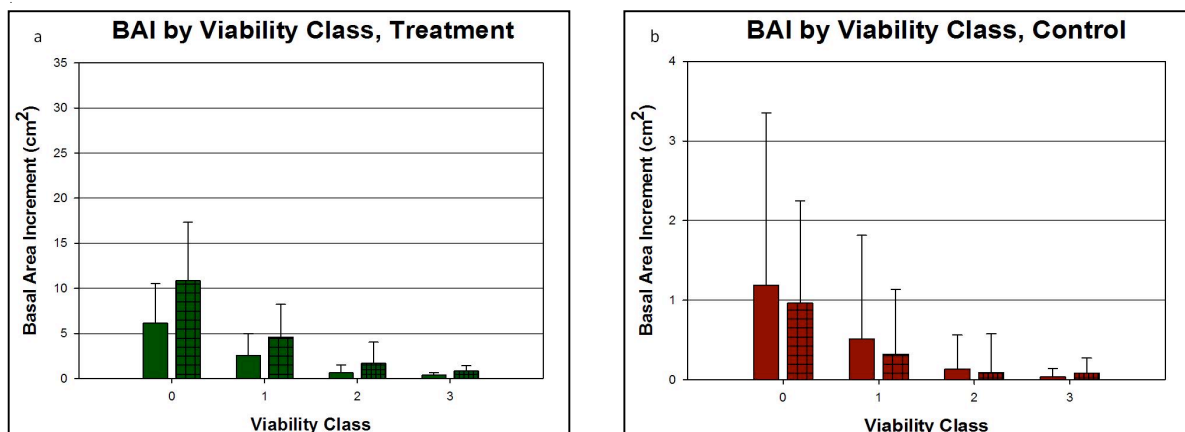 a
BAI by Viability Class, Treatment
Basal Area Increment (cm²)
35
30
25
20
15
10
5
0
0 1 2 3
Viability Class
b
BAI by Viability Class, Control
Basal Area Increment (cm²)
4
3
2
1
0
0 1 2 3
Viability Class